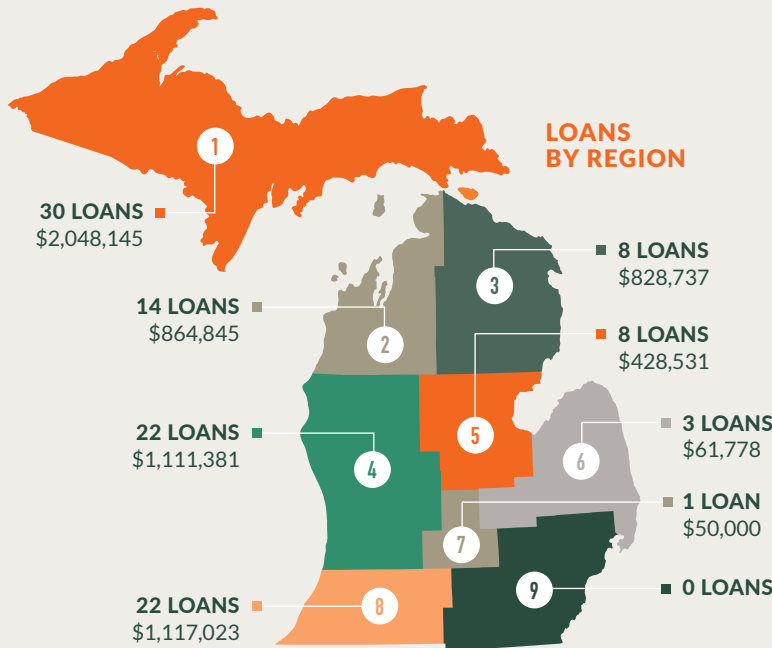 LOANS
BY REGION
1
30 LOANS
$2,048,145
2
14 LOANS
$864,845
3
8 LOANS
$828,737
4
22 LOANS
$1,111,381
5
8 LOANS
$428,531
6
3 LOANS
$61,778
7
1 LOAN
$50,000
8
22 LOANS
$1,117,023
9
0 LOANS